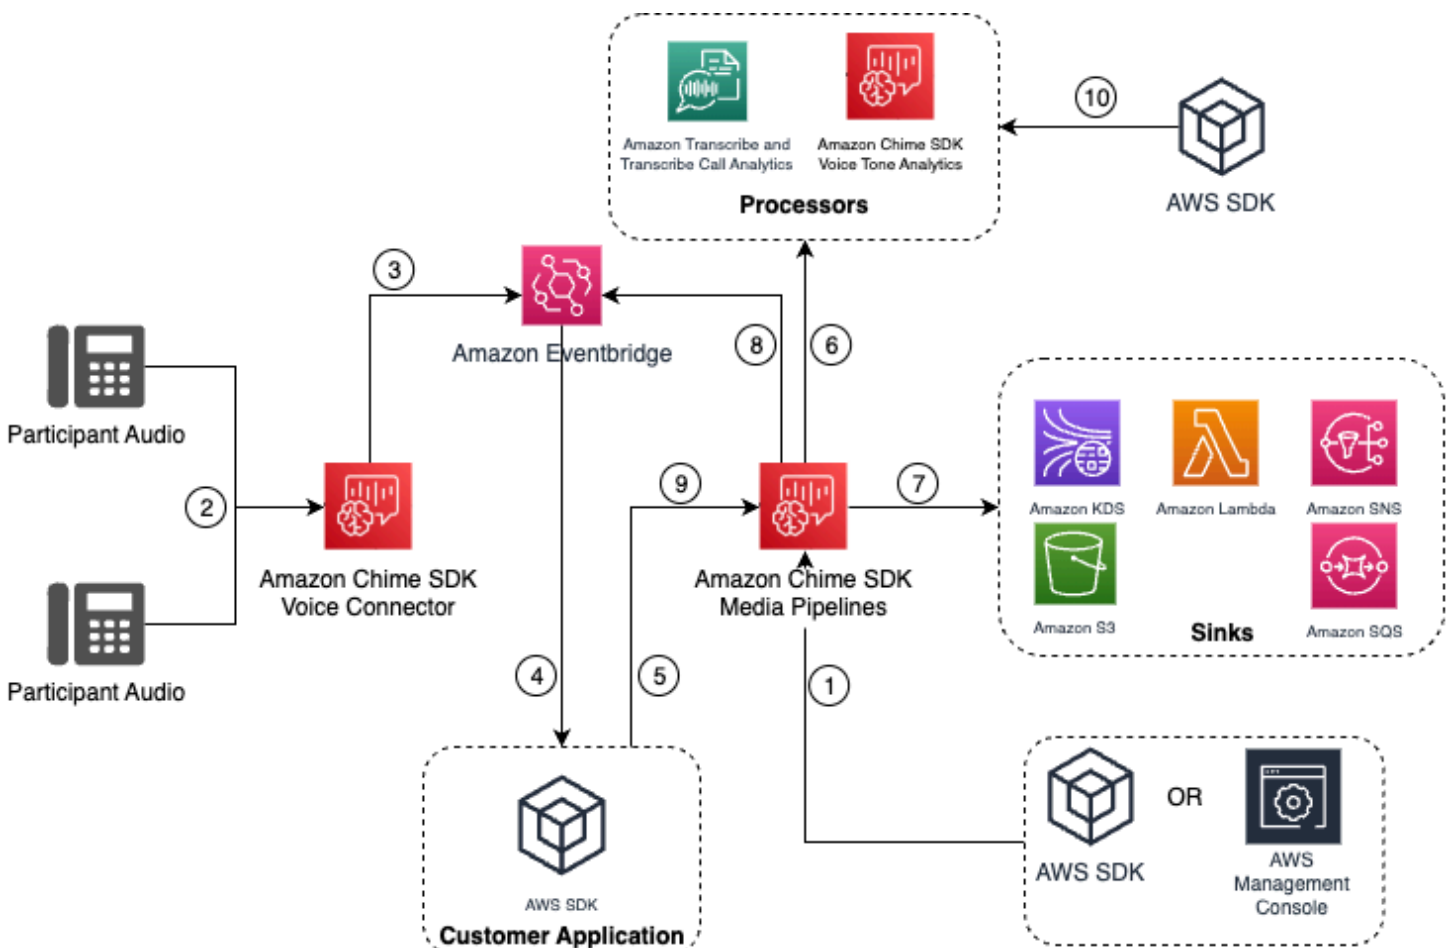 Amazon Transcribe and
Transcribe Call Analytics
Amazon Chime SDK
Voice Tone Analytics
Processors
10
AWS SDK
3
Amazon Eventbridge
8
6
Participant Audio
2
Amazon Chime SDK
Voice Connector
9
Amazon Chime SDK
Media Pipelines
7
Amazon KDS
Amazon Lambda
Amazon SNS
Amazon S3
Sinks
Amazon SQS
Participant Audio
4
5
1
AWS SDK
Customer Application
AWS SDK
OR
AWS
Management
Console